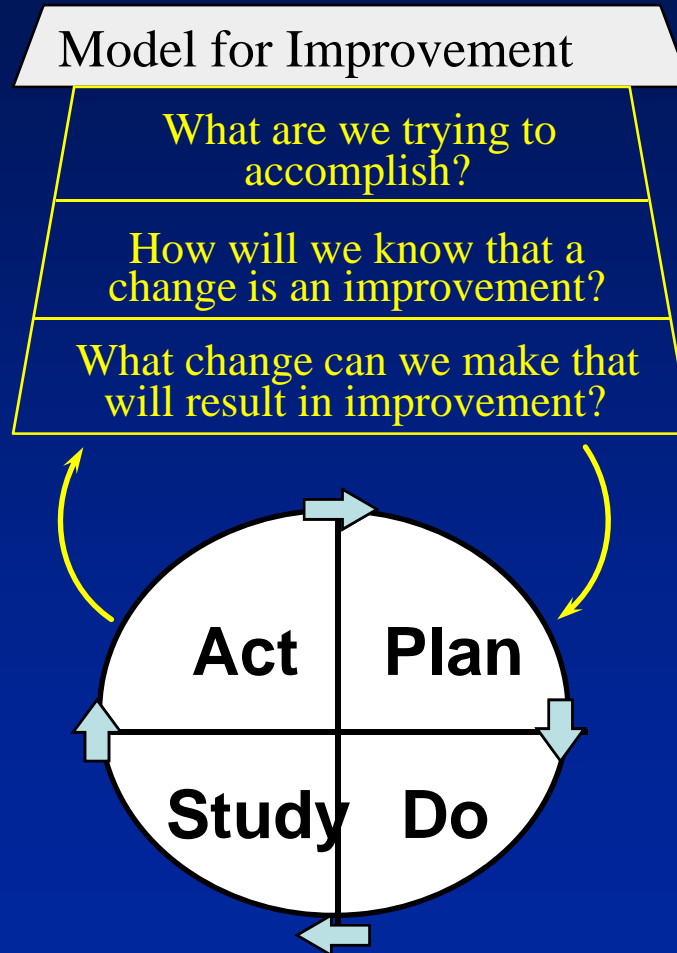 Model for Improvement
What are we trying to
accomplish?
How will we know that a
change is an improvement?
What change can we make that
will result in improvement?
Act Plan
Study Do